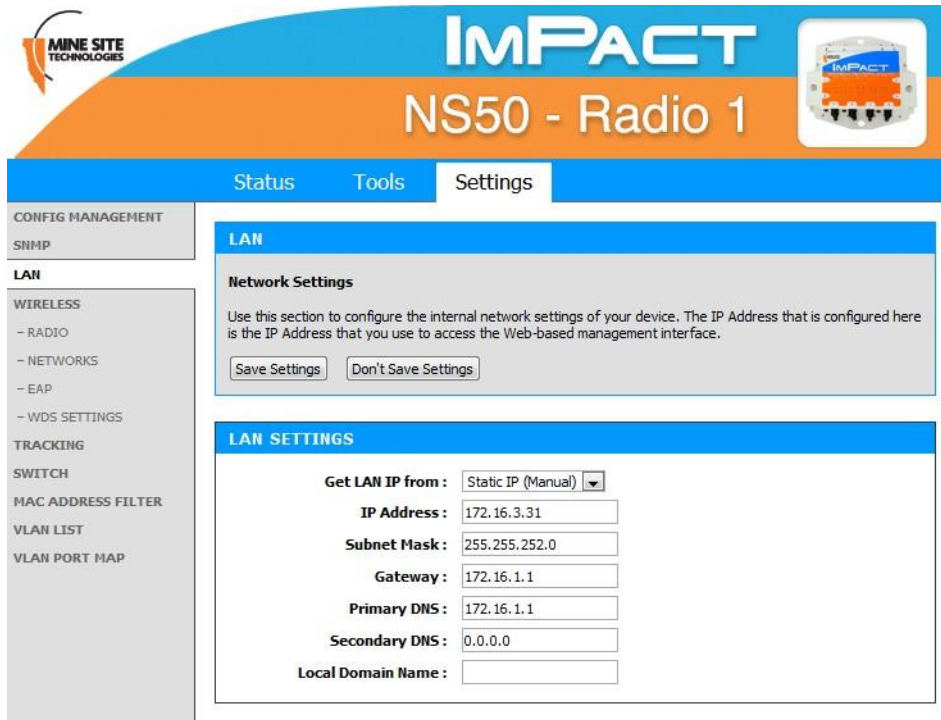 MINE SITE
TECHNOLOGIES
IMPACT
NS50 - Radio 1
IMPACT
Status Tools Settings
CONFIG MANAGEMENT
SNMP
LAN
WIRELESS
– RADIO
– NETWORKS
– EAP
– WDS SETTINGS
TRACKING
SWITCH
MAC ADDRESS FILTER
VLAN LIST
VLAN PORT MAP
LAN
Network Settings
Use this section to configure the internal network settings of your device. The IP Address that is configured here
is the IP Address that you use to access the Web-based management interface.
Save Settings Don't Save Settings
LAN SETTINGS
Get LAN IP from : Static IP (Manual)
IP Address : 172.16.3.31
Subnet Mask : 255.255.252.0
Gateway : 172.16.1.1
Primary DNS : 172.16.1.1
Secondary DNS : 0.0.0.0
Local Domain Name :